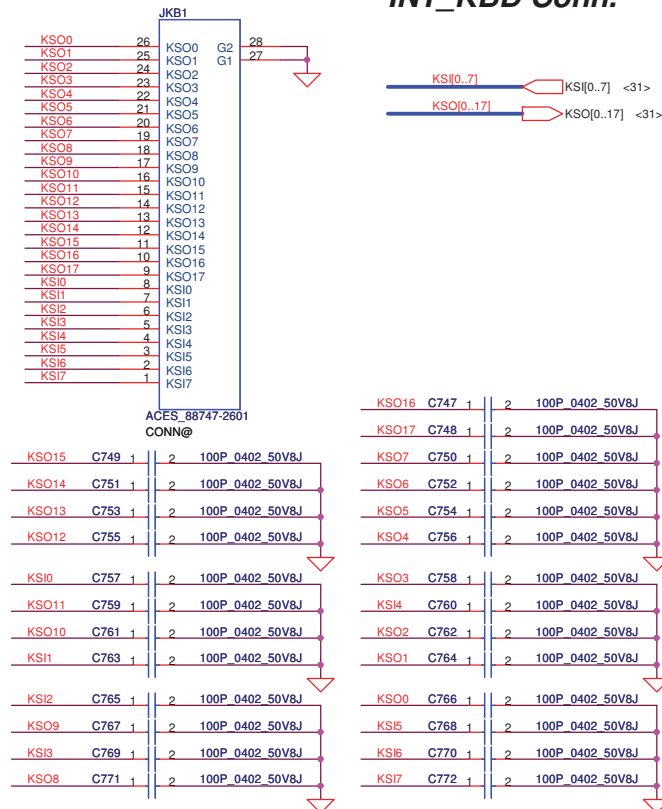 INT_KBD Conn.
JKB1
KSO0 26 KSO0 G2 28
KSO1 25 KSO1 G1 27
KSO2 24 KSO2
KSO3 23 KSO3
KSO4 22 KSO4
KSO5 21 KSO5
KSO6 20 KSO6
KSO7 19 KSO7
KSO8 18 KSO8
KSO9 17 KSO9
KSO10 16 KSO10
KSO11 15 KSO11
KSO12 14 KSO12
KSO13 13 KSO13
KSO14 12 KSO14
KSO15 11 KSO15
KSO16 10 KSO16
KSO17 9 KSO17
KSI0 8 KSI0
KSI1 7 KSI1
KSI2 6 KSI2
KSI3 5 KSI3
KSI4 4 KSI4
KSI5 3 KSI5
KSI6 2 KSI6
KSI7 1 KSI7
ACES_88747-2601
CONN@
KSI[0..7] KSI[0..7] <31>
KSO[0..17] KSO[0..17] <31>
KSO15 C749 1 2 100P_0402_50V8J
KSO14 C751 1 2 100P_0402_50V8J
KSO13 C753 1 2 100P_0402_50V8J
KSO12 C755 1 2 100P_0402_50V8J
KSI0 C757 1 2 100P_0402_50V8J
KSO11 C759 1 2 100P_0402_50V8J
KSO10 C761 1 2 100P_0402_50V8J
KSI1 C763 1 2 100P_0402_50V8J
KSI2 C765 1 2 100P_0402_50V8J
KSO9 C767 1 2 100P_0402_50V8J
KSI3 C769 1 2 100P_0402_50V8J
KSO8 C771 1 2 100P_0402_50V8J
KSO16 C747 1 2 100P_0402_50V8J
KSO17 C748 1 2 100P_0402_50V8J
KSO7 C750 1 2 100P_0402_50V8J
KSO6 C752 1 2 100P_0402_50V8J
KSO5 C754 1 2 100P_0402_50V8J
KSO4 C756 1 2 100P_0402_50V8J
KSO3 C758 1 2 100P_0402_50V8J
KSI4 C760 1 2 100P_0402_50V8J
KSO2 C762 1 2 100P_0402_50V8J
KSO1 C764 1 2 100P_0402_50V8J
KSO0 C766 1 2 100P_0402_50V8J
KSI5 C768 1 2 100P_0402_50V8J
KSI6 C770 1 2 100P_0402_50V8J
KSI7 C772 1 2 100P_0402_50V8J